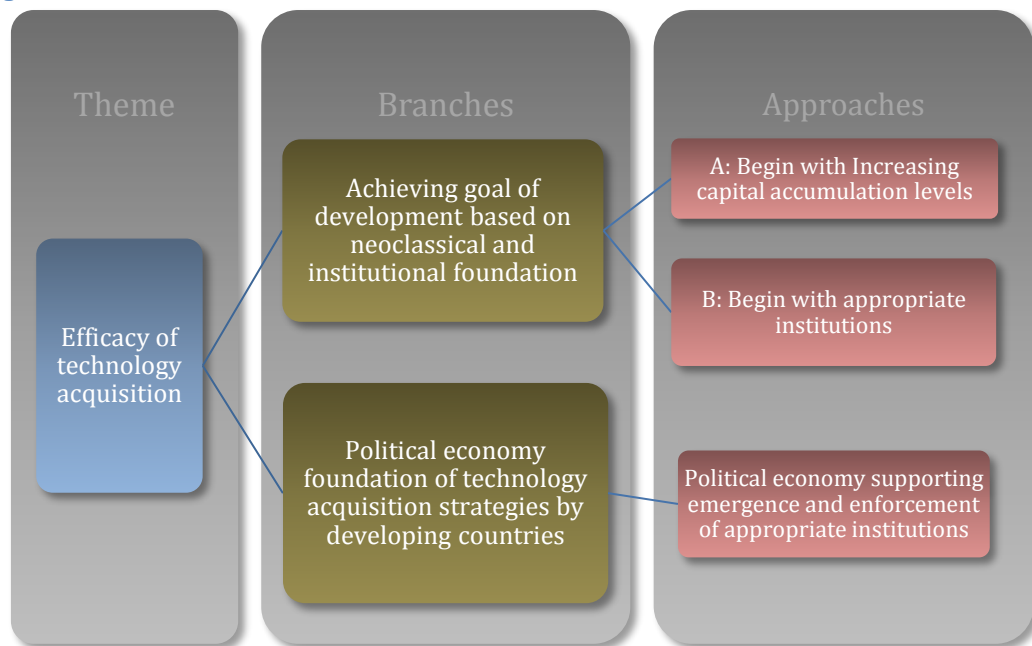 Theme
Efficacy of
technology
acquisition
Branches
Achieving goal of
development based on
neoclassical and
institutional foundation
Political economy
foundation of technology
acquisition strategies by
developing countries
Approaches
A: Begin with Increasing
capital accumulation levels
B: Begin with appropriate
institutions
Political economy supporting
emergence and enforcement
of appropriate institutions